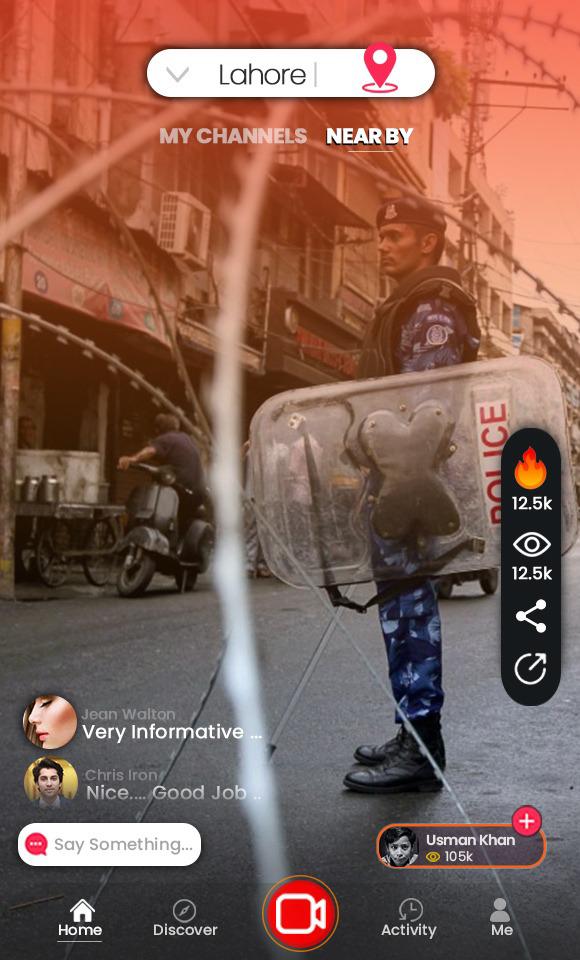 Lahore
MY CHANNELS NEAR BY
POLICE
12.5k
12.5k
Jean Walton
Very Informative ...
Chris Iron
Nice.... Good Job ..
Say Something...
Usman Khan
105k
Home Discover Activity Me